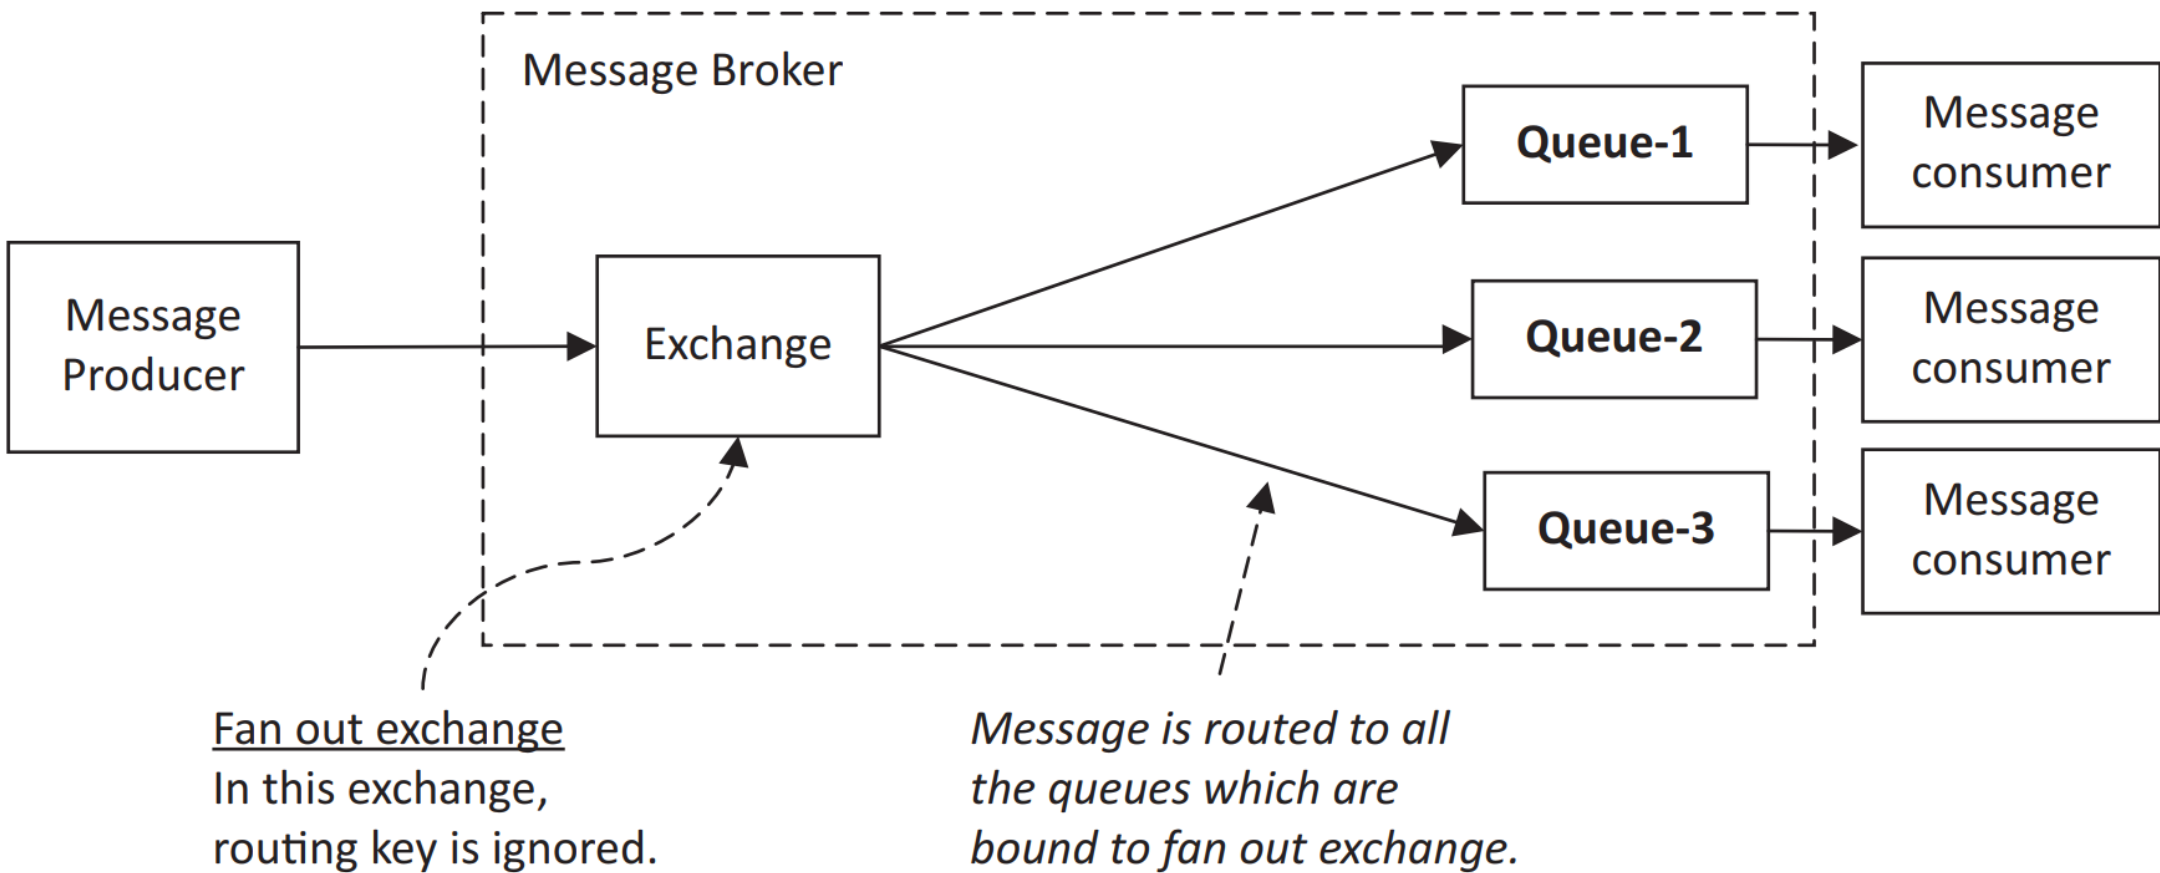 Message Broker
Message
Producer
Exchange
Queue-1
Message
consumer
Queue-2
Message
consumer
Queue-3
Message
consumer
Fan out exchange
In this exchange,
routing key is ignored.
Message is routed to all
the queues which are
bound to fan out exchange.